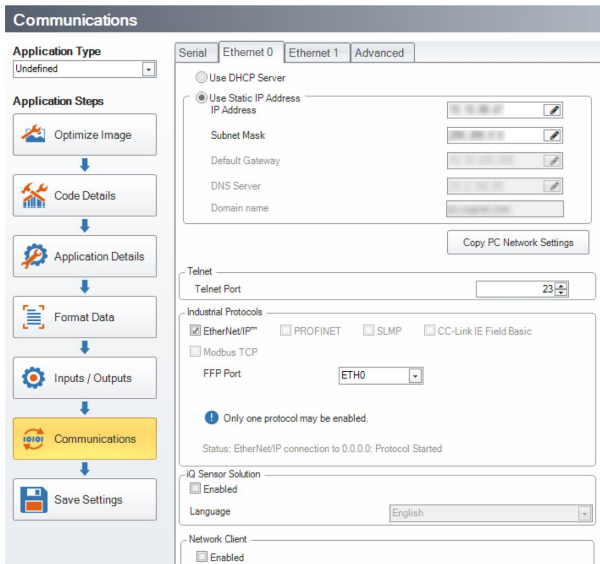 Communications
Application Type
Undefined
Application Steps
Optimize Image
Code Details
Application Details
Format Data
Inputs / Outputs
Communications
Save Settings
Serial Ethernet 0 Ethernet 1 Advanced
Use DHCP Server
Use Static IP Address
IP Address
Subnet Mask
Default Gateway
DNS Server
Domain name
Copy PC Network Settings
Telnet
Telnet Port 23
Industrial Protocols
EtherNet/IP™ PROFINET SLMP CC-Link IE Field Basic
Modbus TCP
FFP Port ETH0
Only one protocol may be enabled.
Status: EtherNet/IP connection to 0.0.0.0: Protocol Started
iQ Sensor Solution
Enabled
Language English
Network Client
Enabled